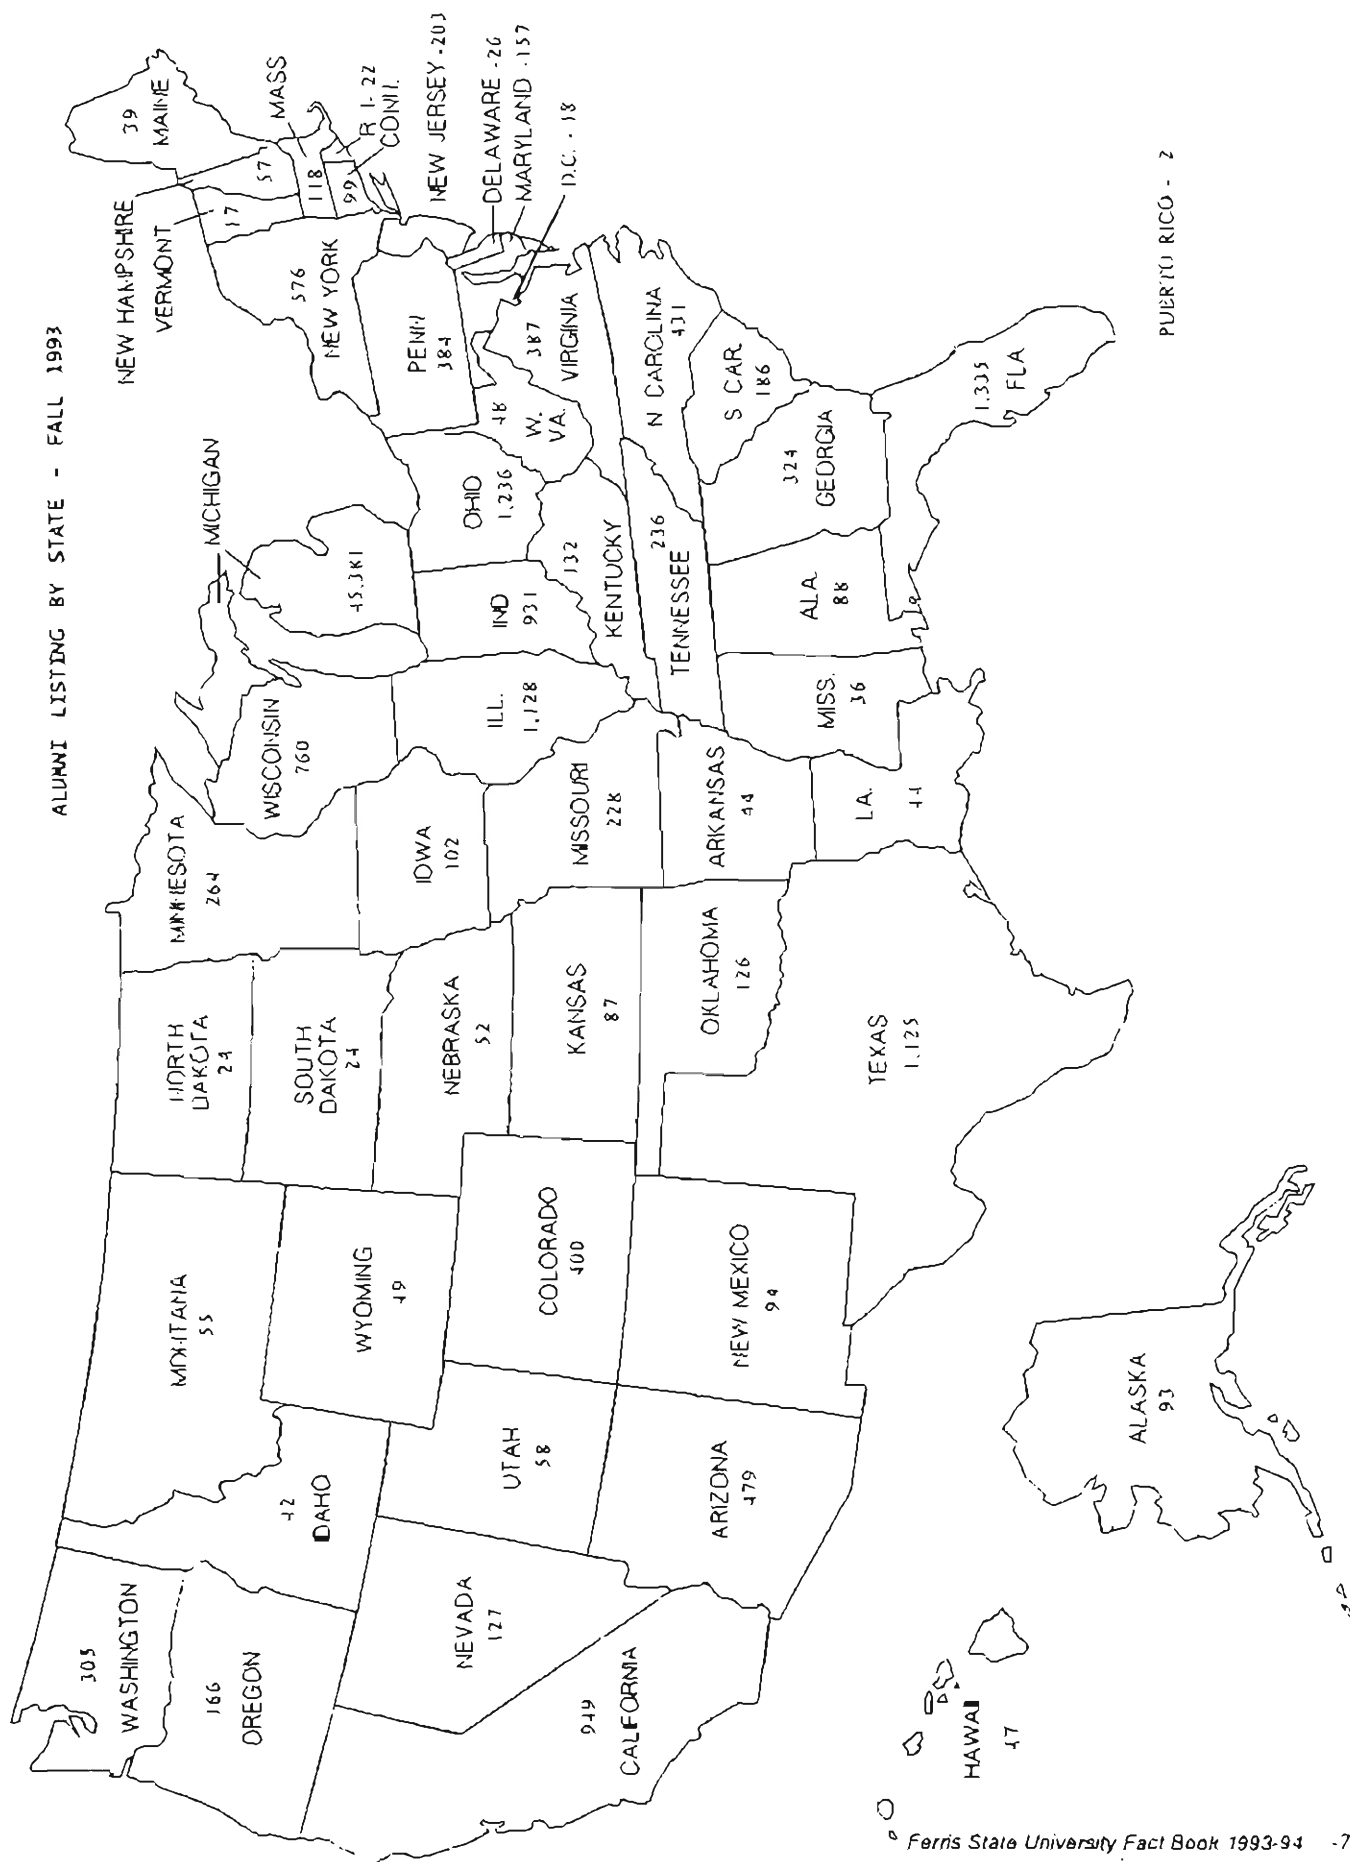 ALUMNI LISTING BY STATE - FALL 1993
NEW HAMPSHIRE
VERMONT
MICHIGAN
39
MAINE
57
17
MASS
118
R I - 22
CONN.
99
576
NEW YORK
NEW JERSEY - 203
DELAWARE - 26
MARYLAND - 157
D.C. - 18
PENN
384
48
W.
VA.
387
VIRGINIA
N CAROLINA
431
S CAR.
186
324
GEORGIA
1,335
FLA
PUERTO RICO - 2
45,381
OHIO
1,236
IND
931
132
KENTUCKY
236
TENNESSEE
ALA.
88
MISS.
36
WISCONSIN
760
ILL.
1,128
MINNESOTA
264
IOWA
102
MISSOURI
228
ARKANSAS
44
LA.
44
NORTH
DAKOTA
24
SOUTH
DAKOTA
24
NEBRASKA
52
KANSAS
87
OKLAHOMA
126
TEXAS
1,125
MONTANA
55
WYOMING
49
COLORADO
400
NEW MEXICO
94
42
IDAHO
UTAH
58
ARIZONA
479
305
WASHINGTON
166
OREGON
NEVADA
127
949
CALIFORNIA
ALASKA
93
HAWAI
47
Ferris State University Fact Book 1993-94 -7